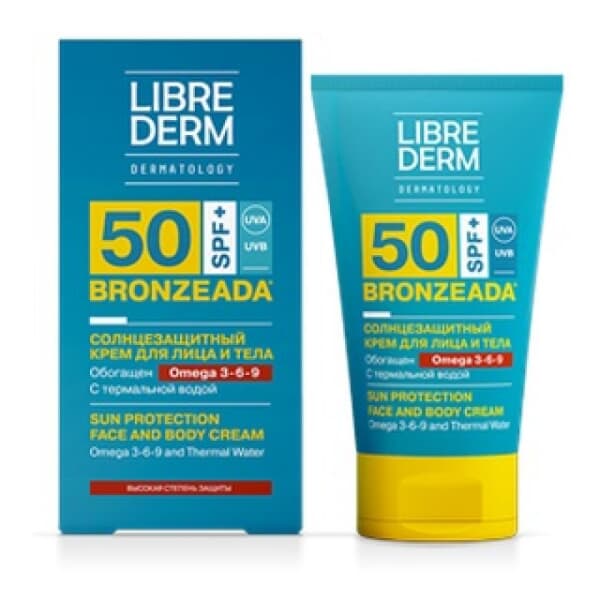 LIBRE
DERM
DERMATOLOGY
50
SPF+
UVA
UVB
BRONZEADA
СОЛНЦЕЗАЩИТНЫЙ
КРЕМ ДЛЯ ЛИЦА И ТЕЛА
Обогащен Omega 3-6-9
С термальной водой
SUN PROTECTION
FACE AND BODY CREAM
Omega 3-6-9 and Thermal Water
ВЫСОКАЯ СТЕПЕНЬ ЗАЩИТЫ
LIBRE
DERM
DERMATOLOGY
50
SPF+
UVA
UVB
BRONZEADA
СОЛНЦЕЗАЩИТНЫЙ
КРЕМ ДЛЯ ЛИЦА И ТЕЛА
Обогащен Omega 3-6-9
С термальной водой
SUN PROTECTION
FACE AND BODY CREAM
Omega 3-6-9 and Thermal Water